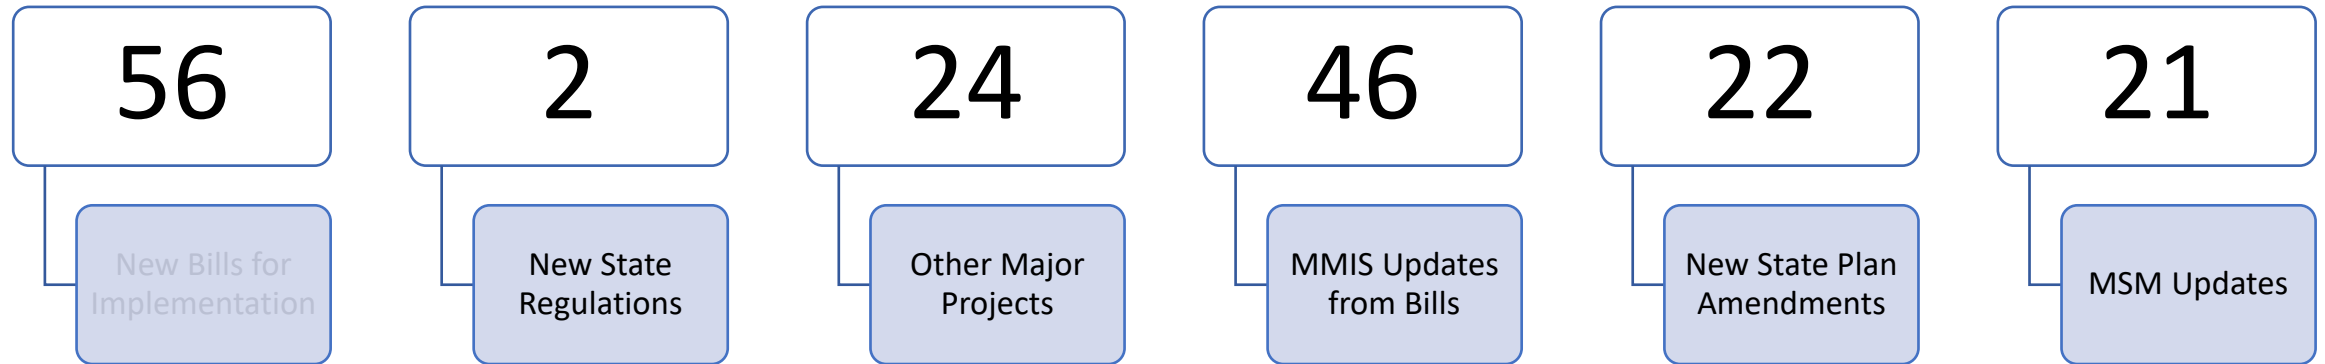 56
New Bills for
Implementation
2
New State
Regulations
24
Other Major
Projects
46
MMIS Updates
from Bills
22
New State Plan
Amendments
21
MSM Updates